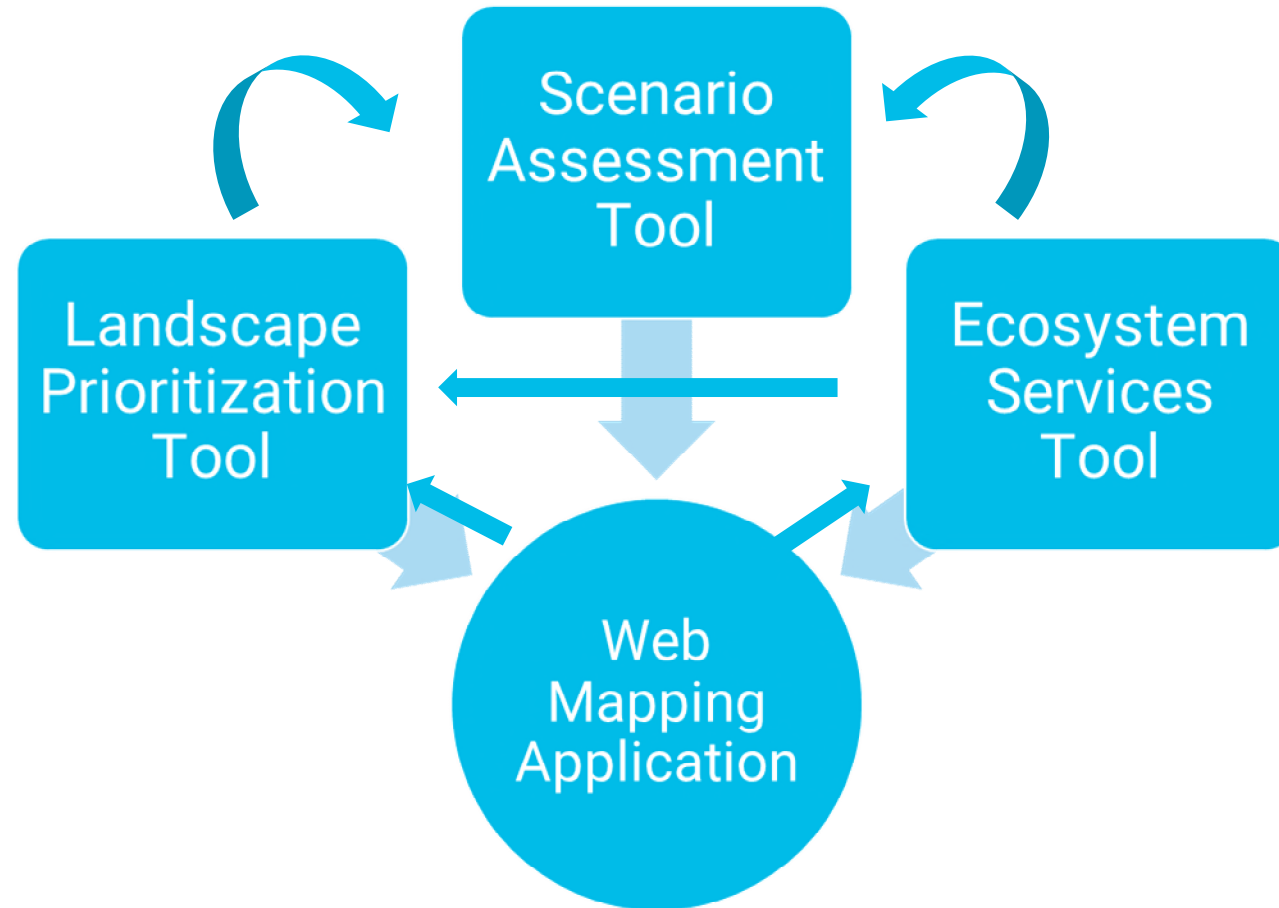 Scenario
Assessment
Tool
Landscape
Prioritization
Tool
Ecosystem
Services
Tool
Web
Mapping
Application